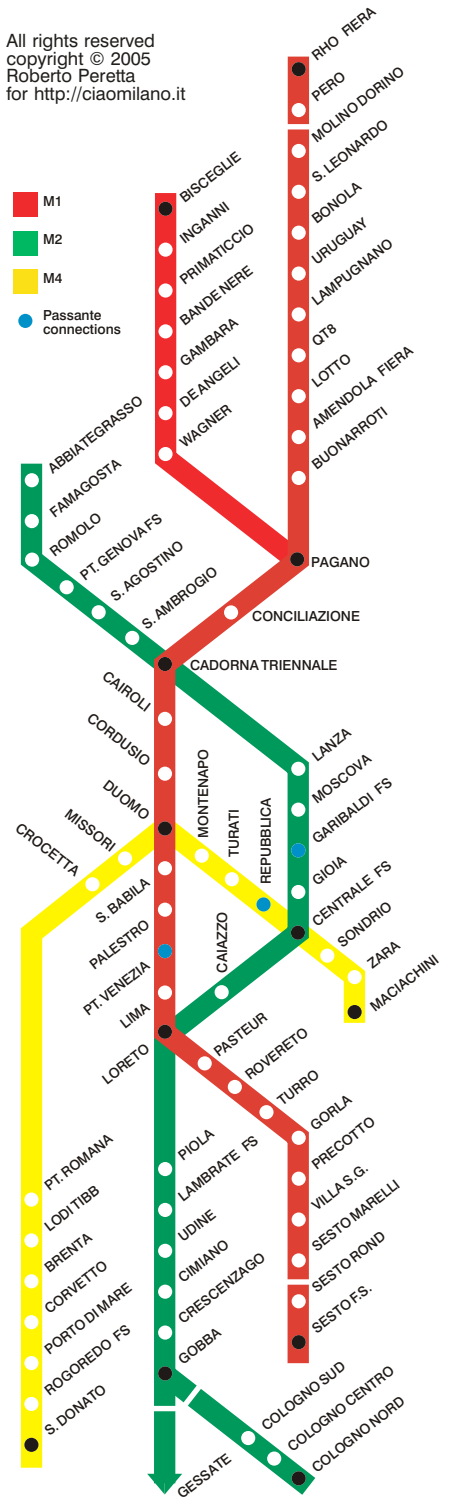 All rights reserved
copyright © 2005
Roberto Peretta
for http://ciaomilano.it
M1
M2
M4
Passante
connections
RHO FIERA
PERO
MOLINO DORINO
S. LEONARDO
BONOLA
URUGUAY
LAMPUGNANO
QT8
LOTTO
AMENDOLA FIERA
BUONARROTI
BISCEGLIE
INGANNI
PRIMATICCIO
BANDE NERE
GAMBARA
DE ANGELI
WAGNER
ABBIATEGRASSO
FAMAGOSTA
ROMOLO
PT. GENOVA FS
S. AGOSTINO
S. AMBROGIO
PAGANO
CONCILIAZIONE
CADORNA TRIENNALE
CAIROLI
CORDUSIO
DUOMO
MISSORI
CROCETTA
MONTENAPO
TURATI
REPUBBLICA
LANZA
MOSCOVA
GARIBALDI FS
GIOIA
CENTRALE FS
SONDRIO
ZARA
MACIACHINI
S. BABILA
PALESTRO
PT. VENEZIA
LIMA
LORETO
CAIAZZO
PASTEUR
ROVERETO
TURRO
GORLA
PRECOTTO
VILLA S.G.
SESTO MARELLI
SESTO ROND
SESTO F.S.
PIOLA
LAMBRATE FS
UDINE
CIMIANO
CRESCENZAGO
GOBBA
PT. ROMANA
LODI TIBB
BRENTA
CORVETTO
PORTO DI MARE
ROGOREDO FS
S. DONATO
COLOGNO SUD
COLOGNO CENTRO
COLOGNO NORD
GESSATE